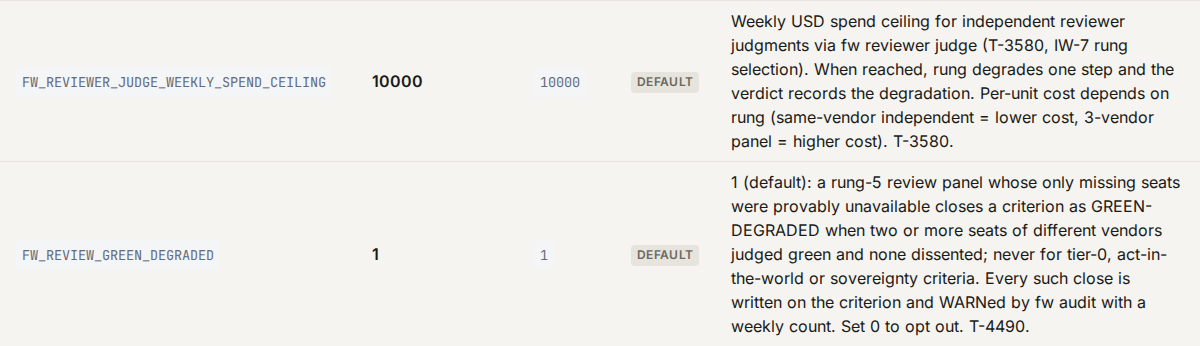 FW_REVIEWER_JUDGE_WEEKLY_SPEND_CEILING 10000 10000 DEFAULT
Weekly USD spend ceiling for independent reviewer
judgments via fw reviewer judge (T-3580, IW-7 rung
selection). When reached, rung degrades one step and the
verdict records the degradation. Per-unit cost depends on
rung (same-vendor independent = lower cost, 3-vendor
panel = higher cost). T-3580.
FW_REVIEW_GREEN_DEGRADED 1 1 DEFAULT
1 (default): a rung-5 review panel whose only missing seats
were provably unavailable closes a criterion as GREEN-
DEGRADED when two or more seats of different vendors
judged green and none dissented; never for tier-0, act-in-
the-world or sovereignty criteria. Every such close is
written on the criterion and WARNed by fw audit with a
weekly count. Set 0 to opt out. T-4490.